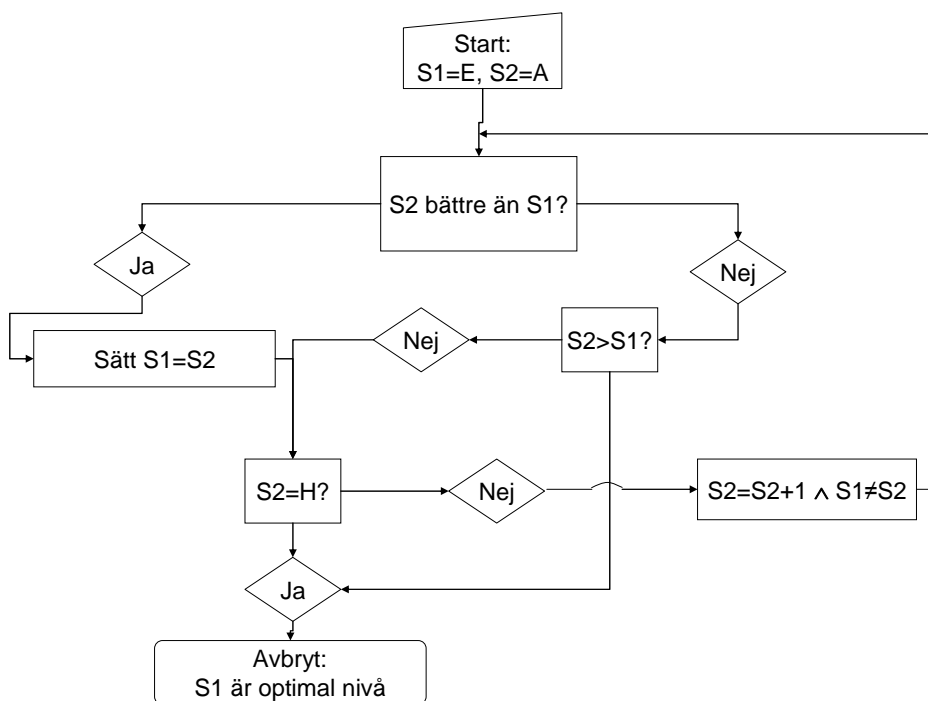 Start:
S1=E, S2=A
S2 bättre än S1?
Ja
Nej
Sätt S1=S2
Nej
S2>S1?
S2=H?
Nej
S2=S2+1 ∧ S1≠S2
Ja
Avbryt:
S1 är optimal nivå